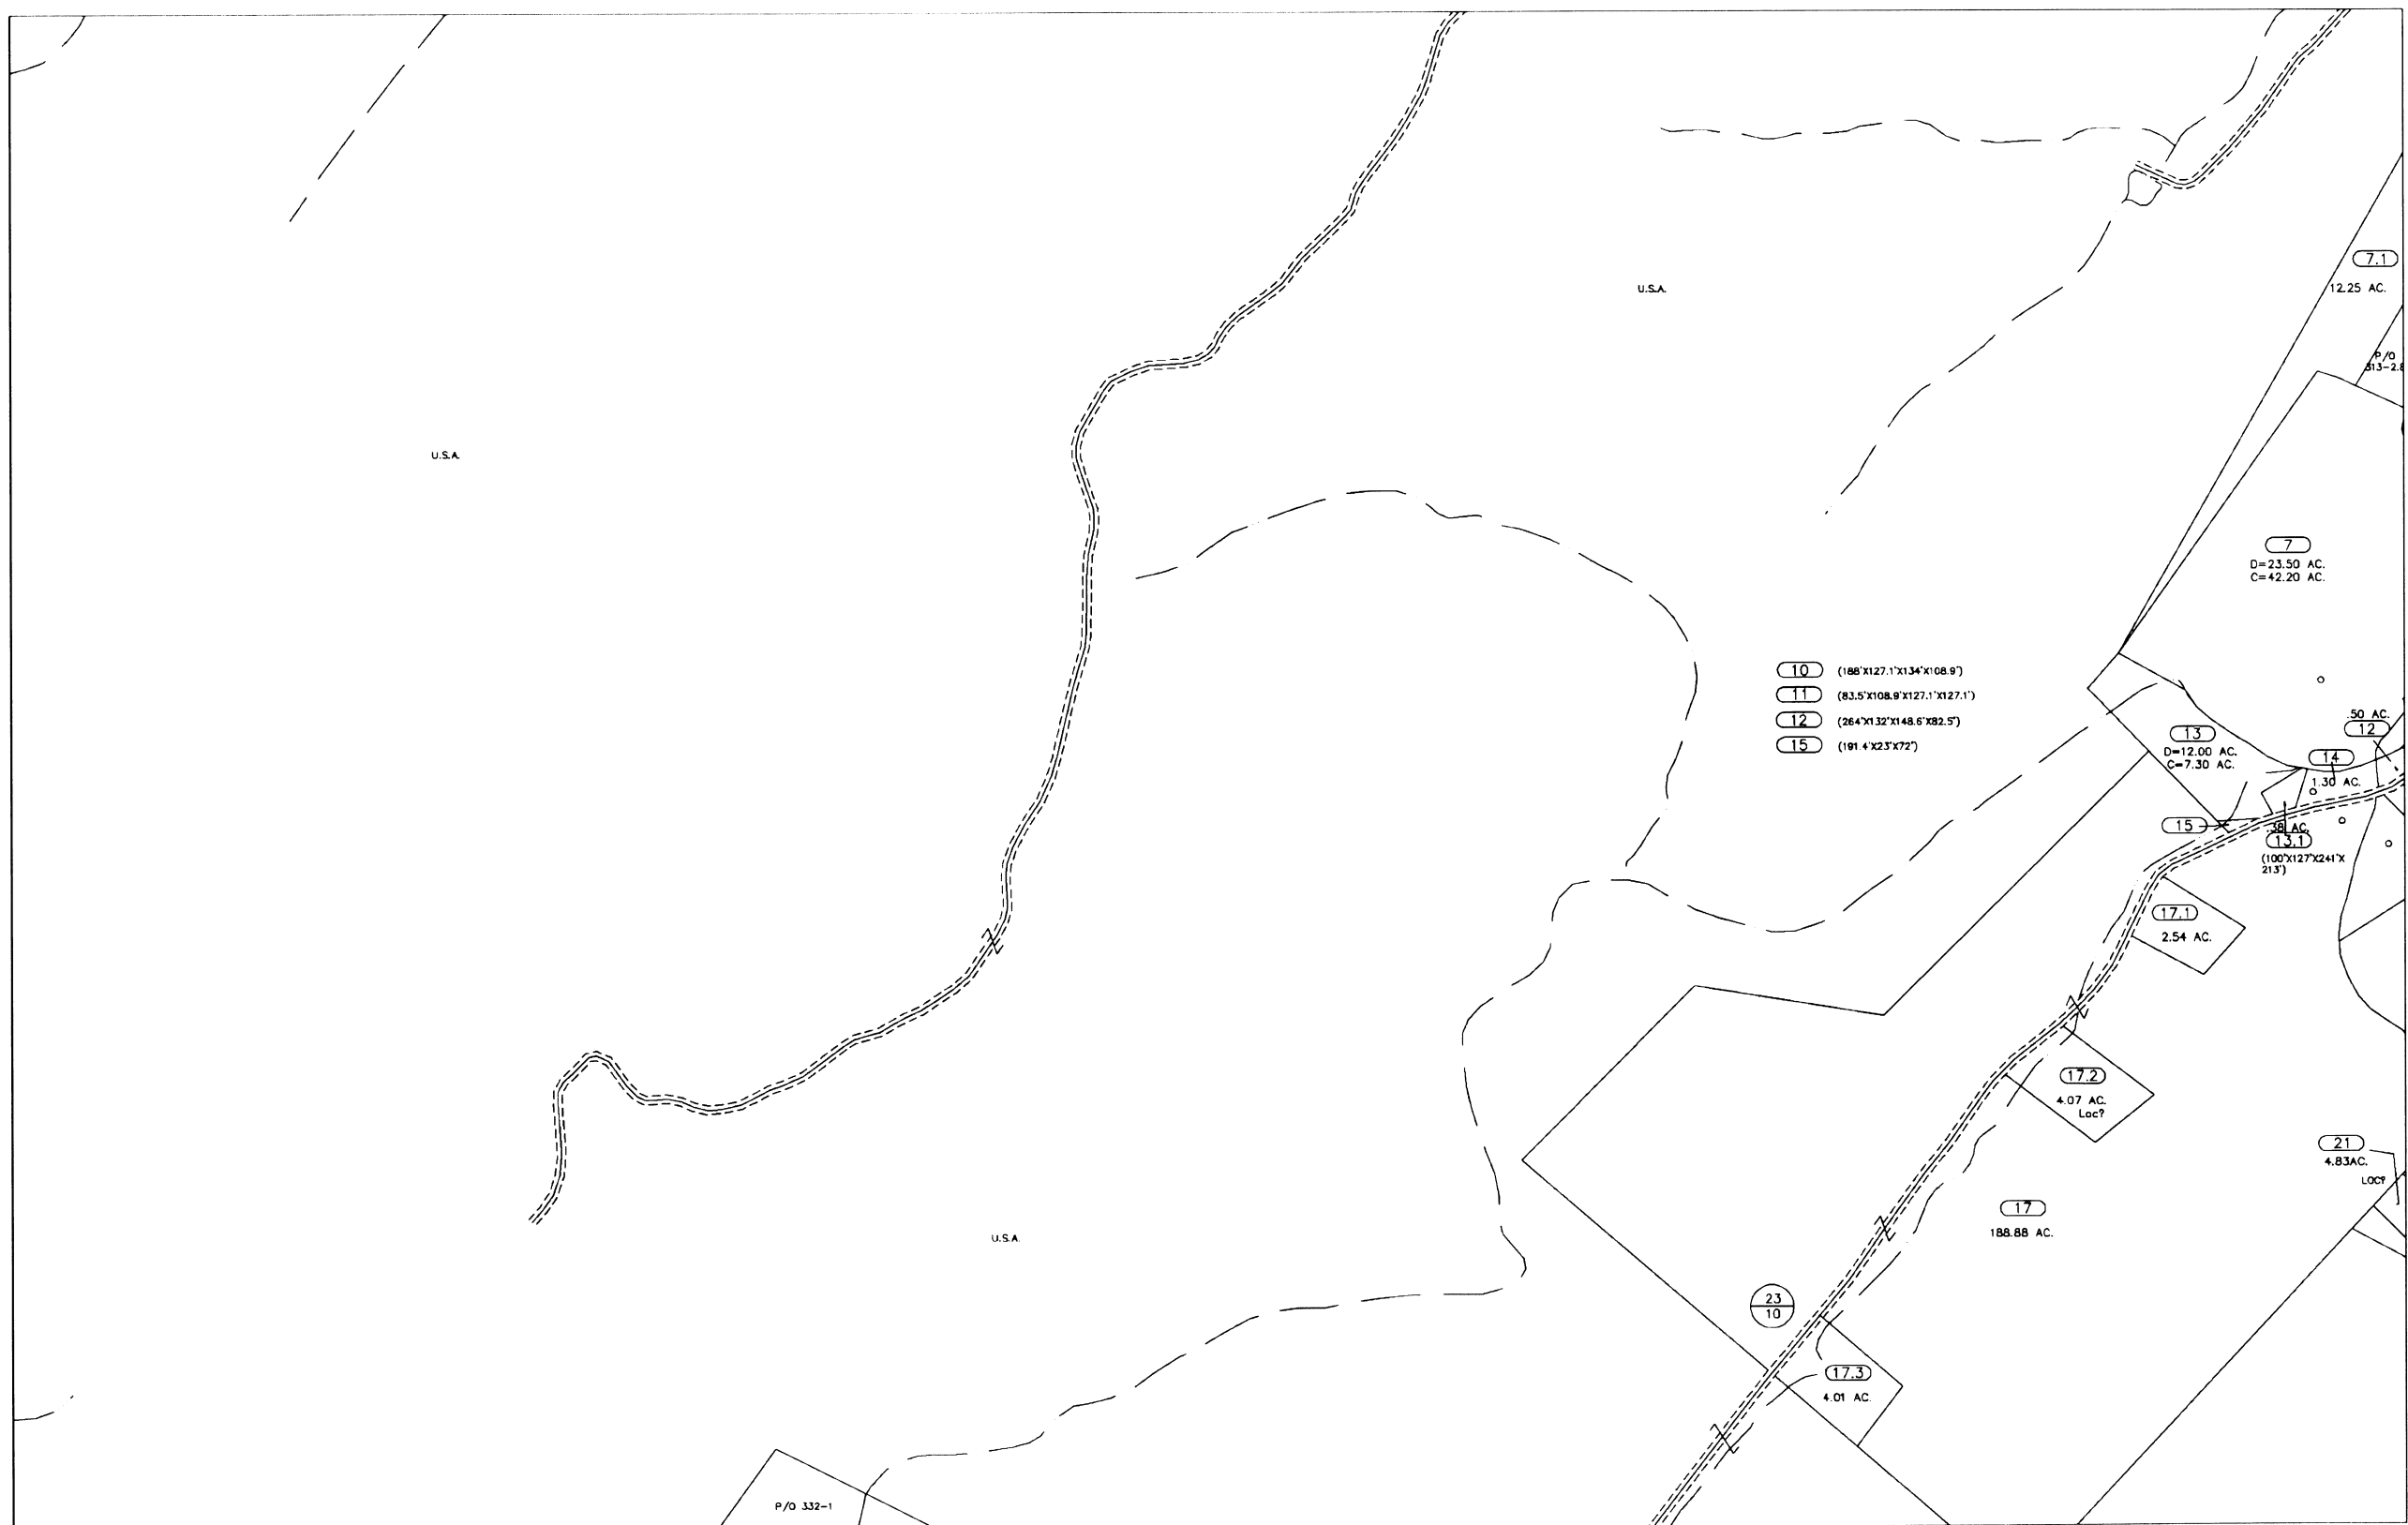 7.1
12.25 AC.
U.S.A.
P/O
313-2.8
U.S.A.
7
D=23.50 AC.
C=42.20 AC.
10 (188'X127.1'X134'X108.9')
11 (83.5'X108.9'X127.1'X127.1')
12 (264'X132'X148.6'X82.5')
15 (191.4'X23'X72')
.50 AC.
12
13
D=12.00 AC.
C=7.30 AC.
14
1.30 AC.
15
.38 AC.
13.1
(100'X127'X241'X
213')
17.1
2.54 AC.
17.2
4.07 AC.
Loc?
21
4.83AC.
LOC?
17
188.88 AC.
U.S.A.
23
10
17.3
4.01 AC.
P/O 332-1